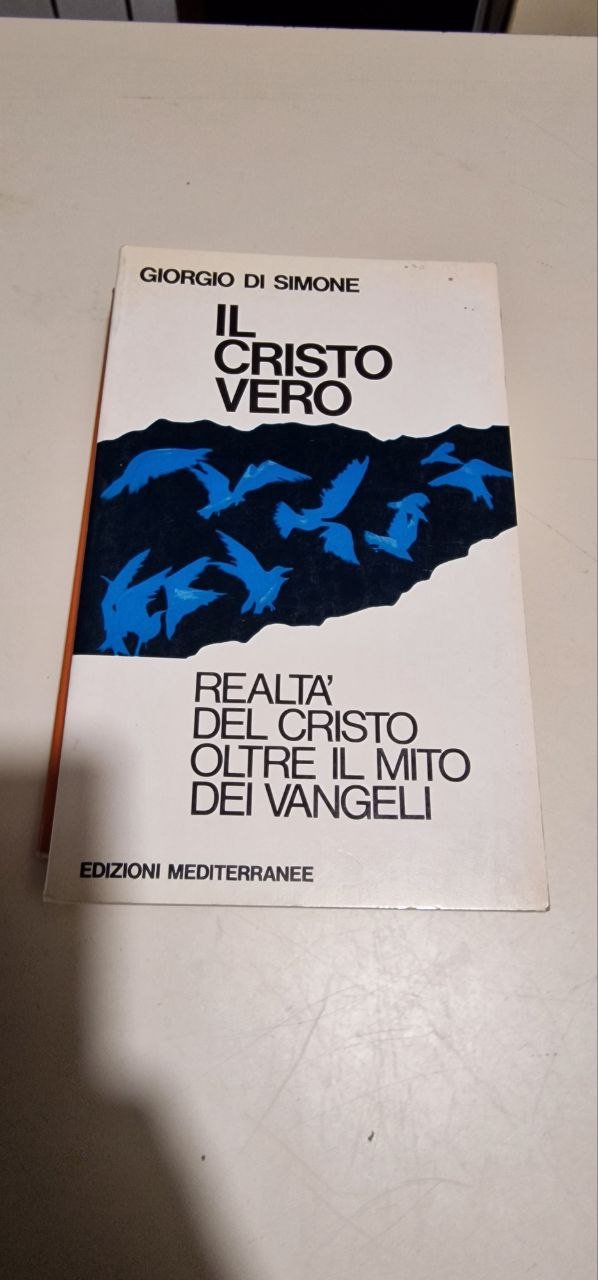 GIORGIO DI SIMONE
IL
CRISTO
VERO
REALTA'
DEL CRISTO
OLTRE IL MITO
DEI VANGELI
EDIZIONI MEDITERRANEE